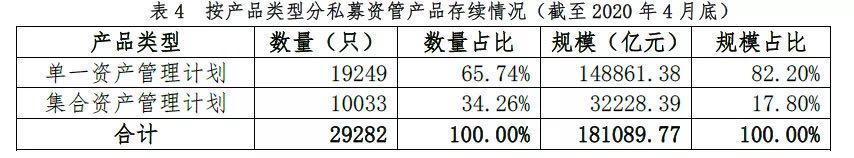 表 4 按产品类型分私募资管产品存续情况（截至 2020 年 4 月底）
产品类型 数量（只） 数量占比 规模（亿元） 规模占比
单一资产管理计划 19249 65.74% 148861.38 82.20%
集合资产管理计划 10033 34.26% 32228.39 17.80%
合计 29282 100.00% 181089.77 100.00%